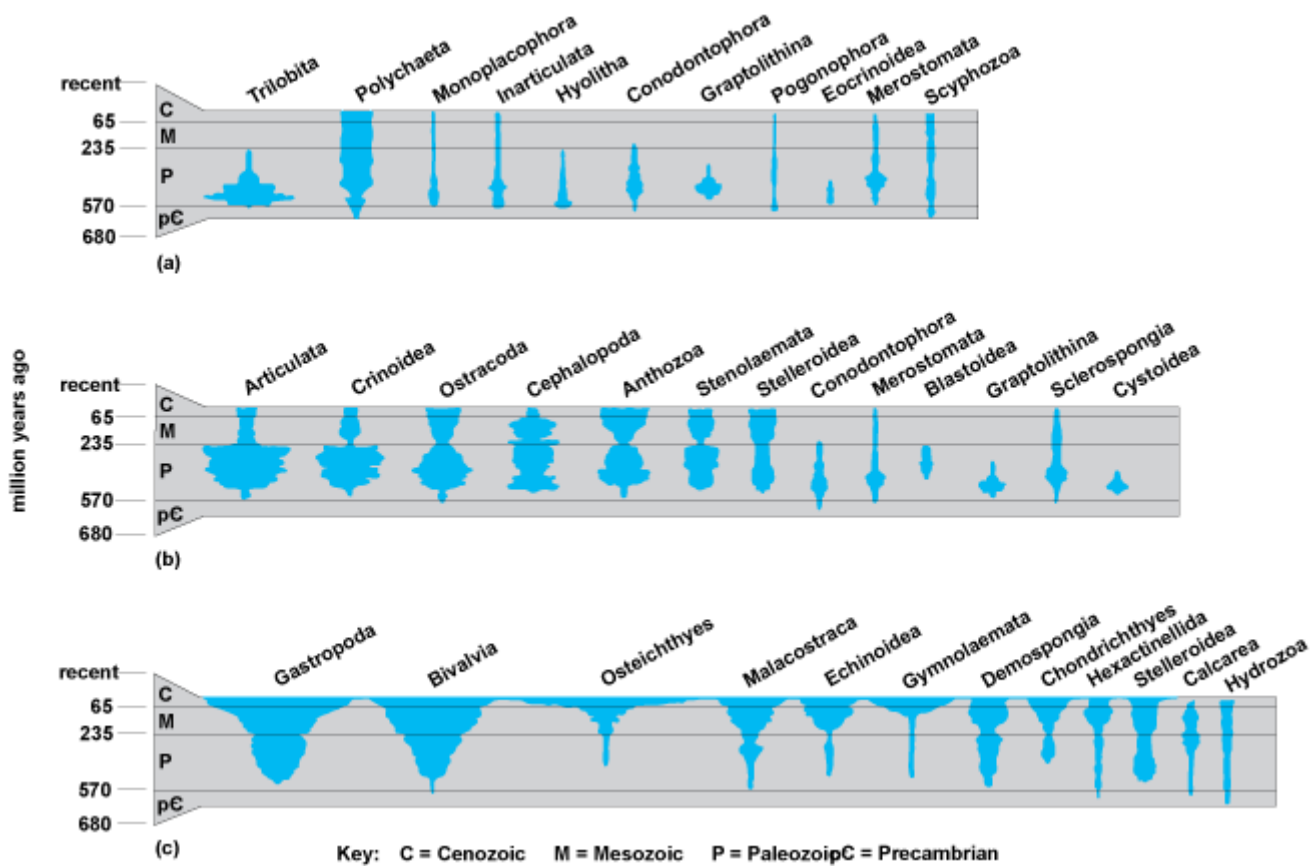 Trilobita Polychaeta Monoplacophora Inarticulata Hyolitha Conodontophora Graptolithina Pogonophora Eocrinoidea Merostomata Scyphozoa
recent
C
65
M
235
P
570
pЄ
680
(a)
million years ago
Articulata Crinoidea Ostracoda Cephalopoda Anthozoa Stenolaemata Stelleroidea Conodontophora Merostomata Blastoidea Graptolithina Sclerospongia Cystoidea
recent
C
65
M
235
P
570
pЄ
680
(b)
Gastropoda Bivalvia Osteichthyes Malacostraca Echinoidea Gymnolaemata Demospongia Chondrichthyes Hexactinellida Stelleroidea Calcarea Hydrozoa
recent
C
65
M
235
P
570
pЄ
680
(c)
Key: C = Cenozoic M = Mesozoic P = Paleozoic pC = Precambrian